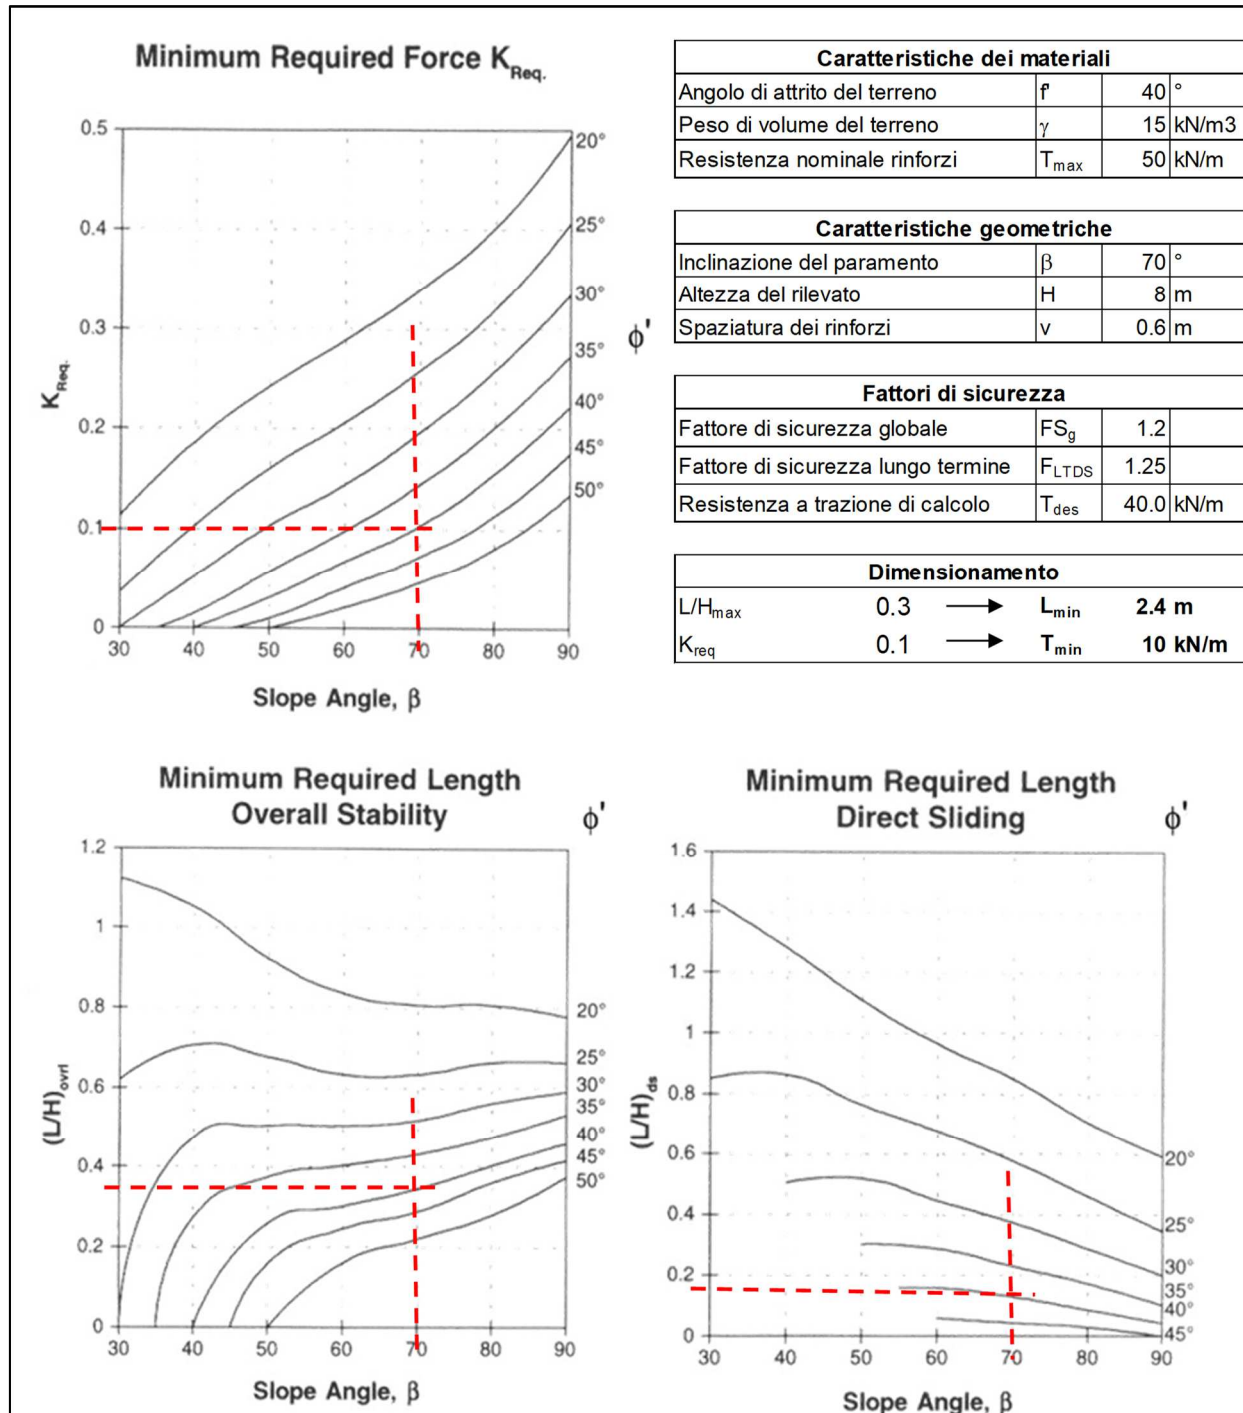 Minimum Required Force K_Req.
0.5
0.4
0.3
0.2
0.1
0
K_Req.
20°
25°
30°
35°
40°
45°
50°
ϕ'
30 40 50 60 70 80 90
Slope Angle, β
Caratteristiche dei materiali
Angolo di attrito del terreno f' 40 °
Peso di volume del terreno γ 15 kN/m3
Resistenza nominale rinforzi T_max 50 kN/m
Caratteristiche geometriche
Inclinazione del paramento β 70 °
Altezza del rilevato H 8 m
Spaziatura dei rinforzi v 0.6 m
Fattori di sicurezza
Fattore di sicurezza globale FS_g 1.2
Fattore di sicurezza lungo termine F_LTDS 1.25
Resistenza a trazione di calcolo T_des 40.0 kN/m
Dimensionamento
L/H_max 0.3 → L_min 2.4 m
K_req 0.1 → T_min 10 kN/m
Minimum Required Length
Overall Stability
ϕ'
1.2
1
0.8
0.6
0.4
0.2
0
(L/H)_ovrl
20°
25°
30°
35°
40°
45°
50°
30 40 50 60 70 80 90
Slope Angle, β
Minimum Required Length
Direct Sliding
ϕ'
1.6
1.4
1.2
1
0.8
0.6
0.4
0.2
0
(L/H)_ds
20°
25°
30°
35°
40°
45°
30 40 50 60 70 80 90
Slope Angle, β